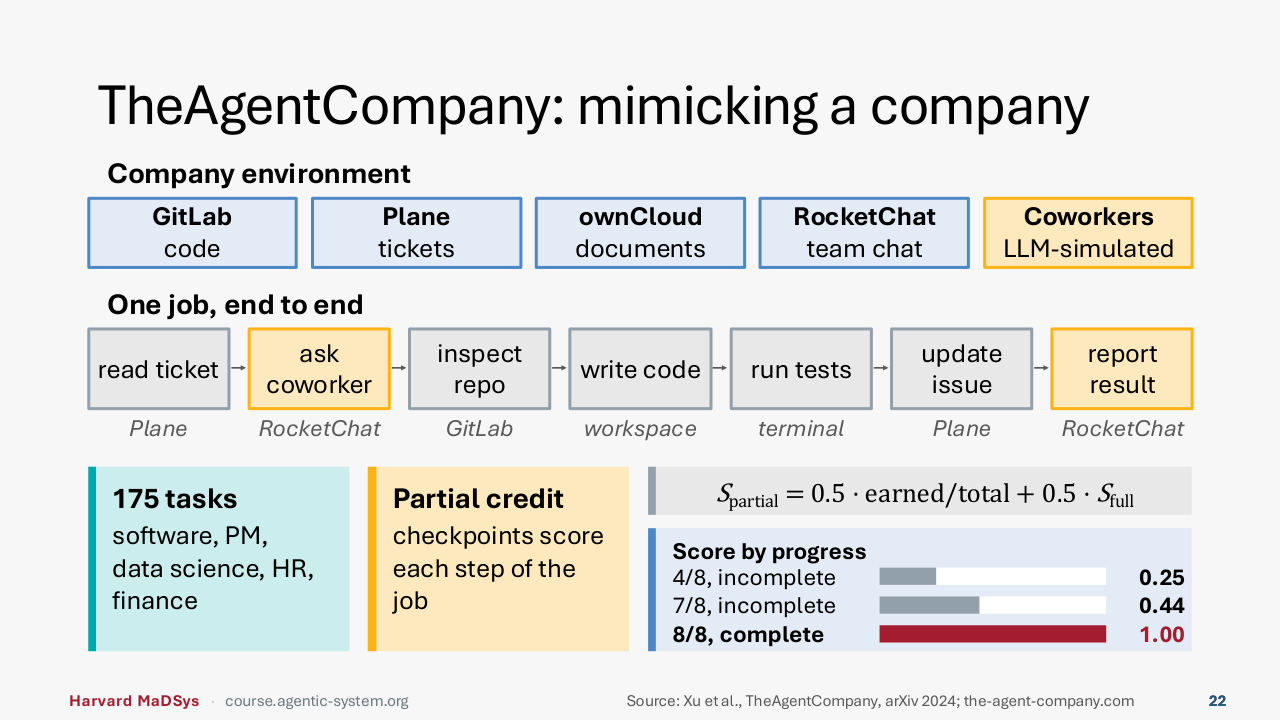 TheAgentCompany: mimicking a company
Company environment
GitLab
code
Plane
tickets
ownCloud
documents
RocketChat
team chat
Coworkers
LLM-simulated
One job, end to end
read ticket
ask
coworker
inspect
repo
write code
run tests
update
issue
report
result
Plane
RocketChat
GitLab
workspace
terminal
Plane
RocketChat
175 tasks
software, PM,
data science, HR,
finance
Partial credit
checkpoints score
each step of the
job
S_partial = 0.5 · earned/total + 0.5 · S_full
Score by progress
4/8, incomplete 0.25
7/8, incomplete 0.44
8/8, complete 1.00
Harvard MaDSys · course.agentic-system.org
Source: Xu et al., TheAgentCompany, arXiv 2024; the-agent-company.com
22